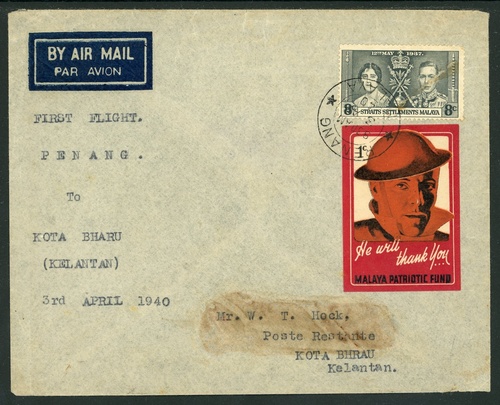 BY AIR MAIL
PAR AVION
FIRST FLIGHT.
PENANG.
To
KOTA BHARU
(KELANTAN)
3rd APRIL 1940
12TH MAY 1937.
8c STRAITS SETTLEMENTS MALAYA 8c
PENANG
He will
thank You...
MALAYA PATRIOTIC FUND
Mr. W. T. Hock,
Poste Restante
KOTA BHRAU
Kelantan.